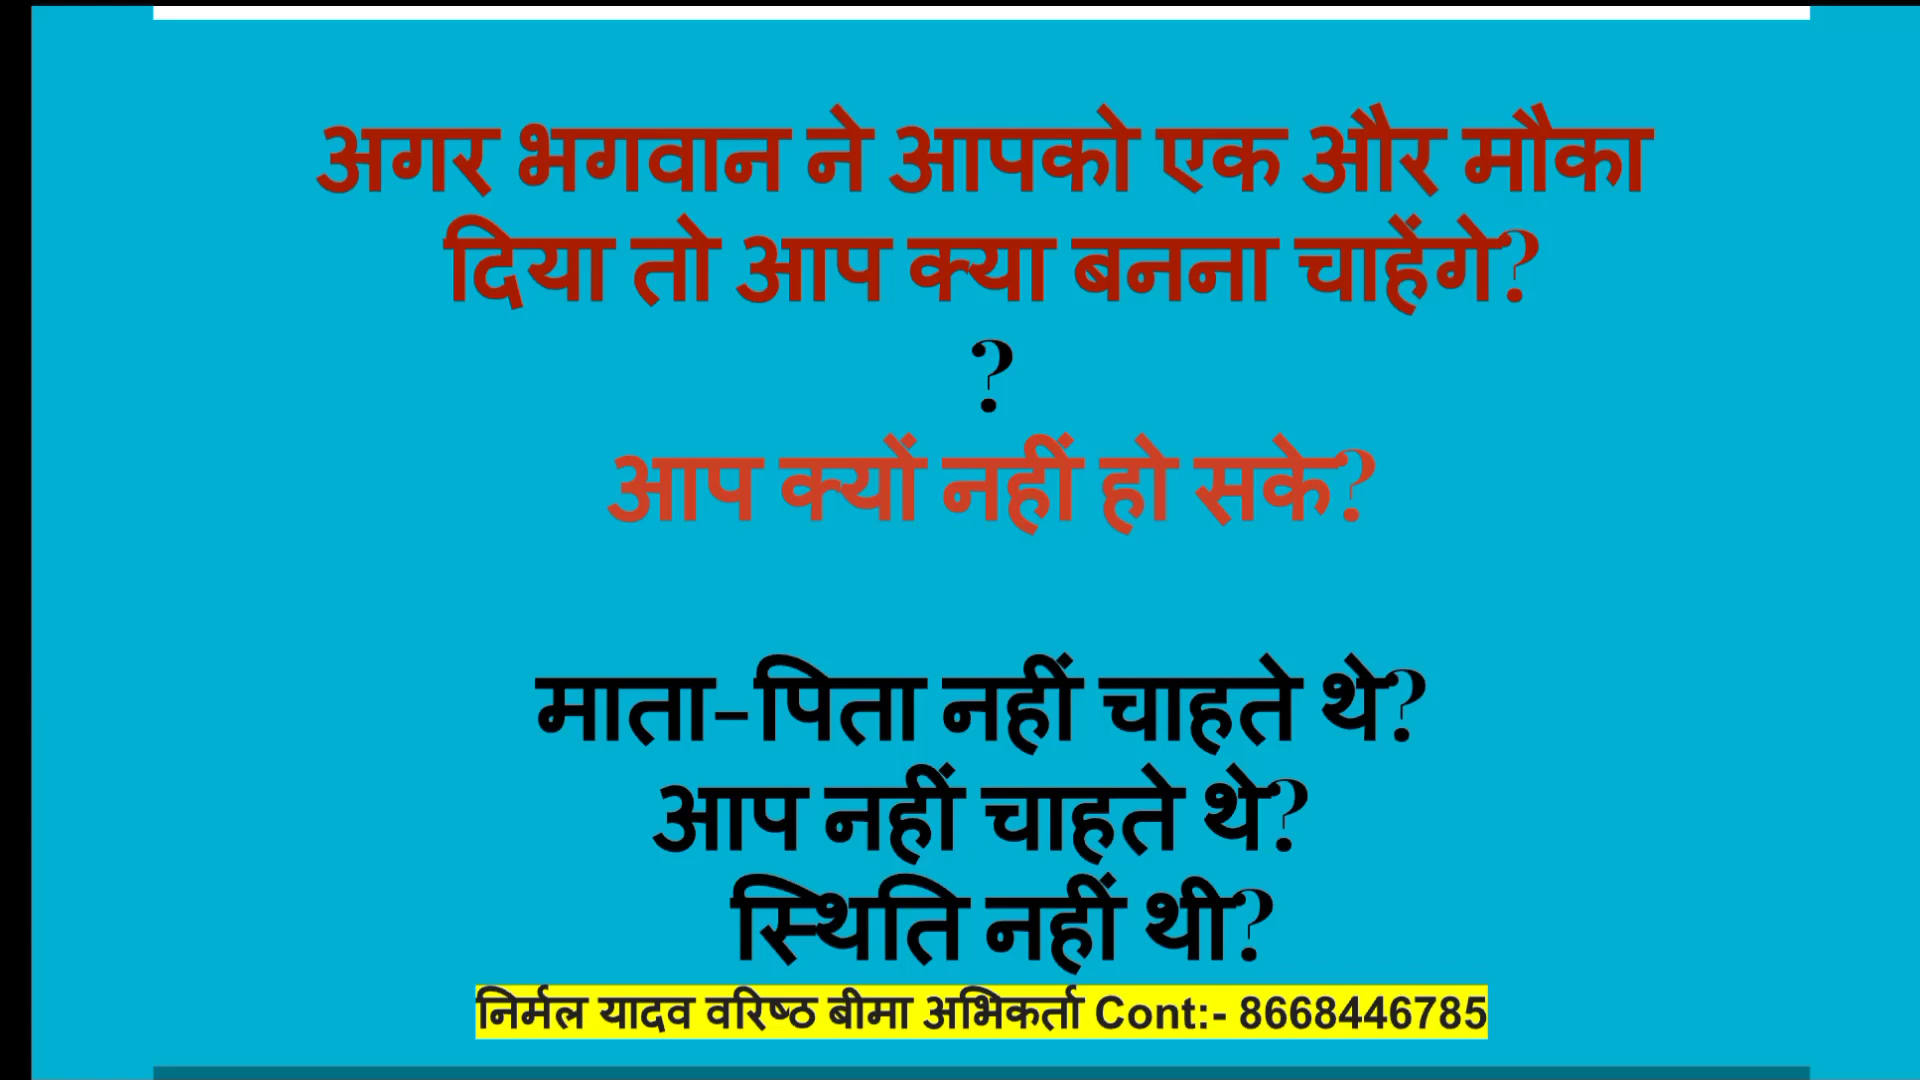 अगर भगवान ने आपको एक और मौका
दिया तो आप क्या बनना चाहेंगे?
?
आप क्यों नहीं हो सके?
माता-पिता नहीं चाहते थे?
आप नहीं चाहते थे?
स्थिति नहीं थी?
निर्मल यादव वरिष्ठ बीमा अभिकर्ता Cont:- 8668446785